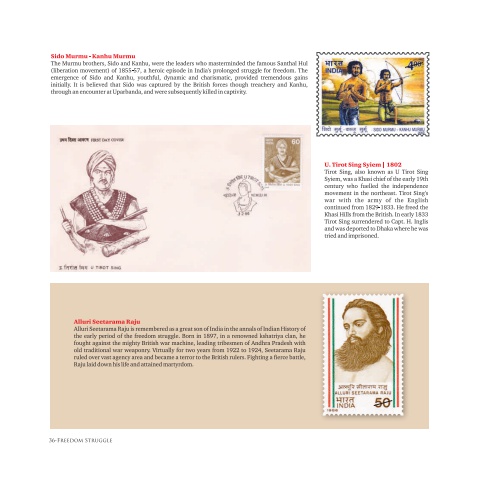 Sido Murmu - Kanhu Murmu
The Murmu brothers, Sido and Kanhu, were the leaders who masterminded the famous Santhal Hul
(liberation movement) of 1855-57, a heroic episode in India's prolonged struggle for freedom. The
emergence of Sido and Kanhu, youthful, dynamic and charismatic, provided tremendous gains
initially. It is believed that Sido was captured by the British forces though treachery and Kanhu,
through an encounter at Uparbanda, and were subsequently killed in captivity.
भारत
INDIA
4.00
सिदो मुर्मू - कान्हू मुर्मू SIDO MURMU - KANHU MURMU
प्रथम दिवस आवरण FIRST DAY COVER
60
उ तिरोत सिंह U TIROT SING
U. Tirot Sing Syiem | 1802
Tirot Sing, also known as U Tirot Sing
Syiem, was a Khasi chief of the early 19th
century who fuelled the independence
movement in the northeast. Tirot Sing's
war with the army of the English
continued from 1829-1833. He freed the
Khasi Hills from the British. In early 1833
Tirot Sing surrendered to Capt. H. Inglis
and was deported to Dhaka where he was
tried and imprisoned.
Alluri Seetarama Raju
Alluri Seetarama Raju is remembered as a great son of India in the annals of Indian History of
the early period of the freedom struggle. Born in 1897, in a renowned kshatriya clan, he
fought against the mighty British war machine, leading tribesmen of Andhra Pradesh with
old traditional war weaponry. Virtually for two years from 1922 to 1924, Seetarama Raju
ruled over vast agency area and became a terror to the British rulers. Fighting a fierce battle,
Raju laid down his life and attained martyrdom.
अल्लूरि सीताराम राजु
ALLURI SEETARAMA RAJU
भारत
INDIA
50
1986
36-Freedom Struggle